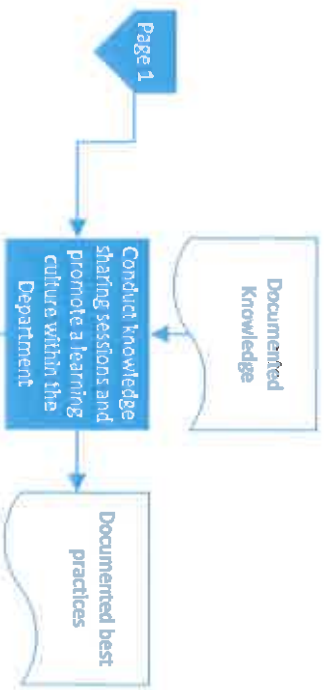 Page 1
Documented
Knowledge
Conduct knowledge
sharing sessions and
promote a learning
culture within the
Department
Documented best
practices